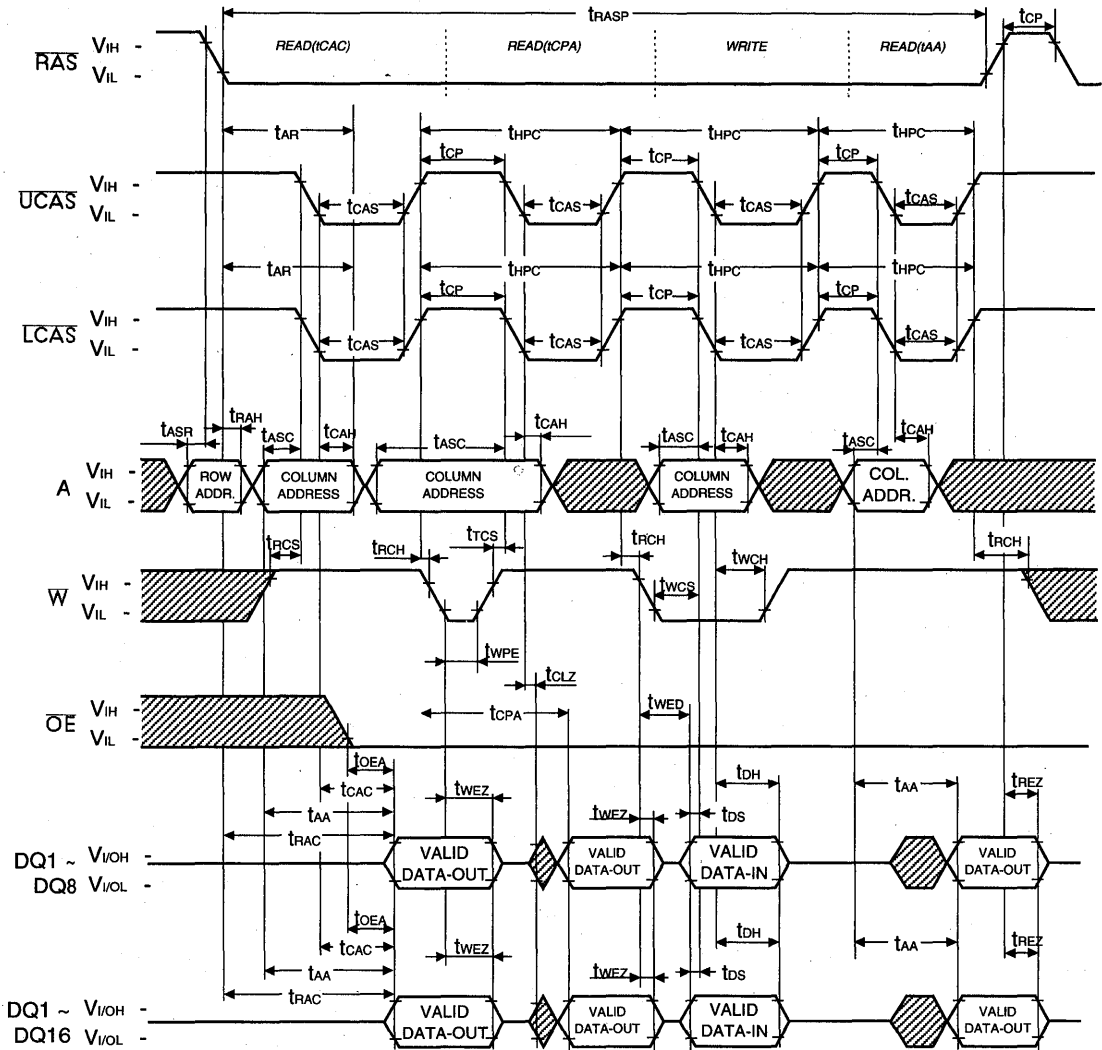 tRASP
tCP
READ(tCAC) READ(tCPA) WRITE READ(tAA)
RAS VIH -
VIL -
tAR tHPC tHPC tHPC
tCP tCP tCP
UCAS VIH -
VIL -
tCAS tCAS tCAS tCAS
tAR tHPC tHPC tHPC
tCP tCP tCP
LCAS VIH -
VIL -
tCAS tCAS tCAS tCAS
tASR tRAH tASC tCAH tASC tCAH tASC tCAH tASC tCAH
A VIH -
VIL -
ROW ADDR.
COLUMN ADDRESS
COLUMN ADDRESS
COLUMN ADDRESS
COL. ADDR.
tRCS tRCH tTCS tRCH tWCS tWCH tRCH
W VIH -
VIL -
tWPE
tCLZ
tCPA tWED
OE VIH -
VIL -
tOEA
tCAC tWEZ tDH
tAA tWEZ tDS tAA tREZ
tRAC
DQ1 ~ VI/OH -
DQ8 VI/OL -
VALID DATA-OUT
VALID DATA-OUT
VALID DATA-IN
VALID DATA-OUT
tOEA
tCAC tWEZ tDH
tAA tWEZ tDS tAA tREZ
tRAC
DQ1 ~ VI/OH -
DQ16 VI/OL -
VALID DATA-OUT
VALID DATA-OUT
VALID DATA-IN
VALID DATA-OUT